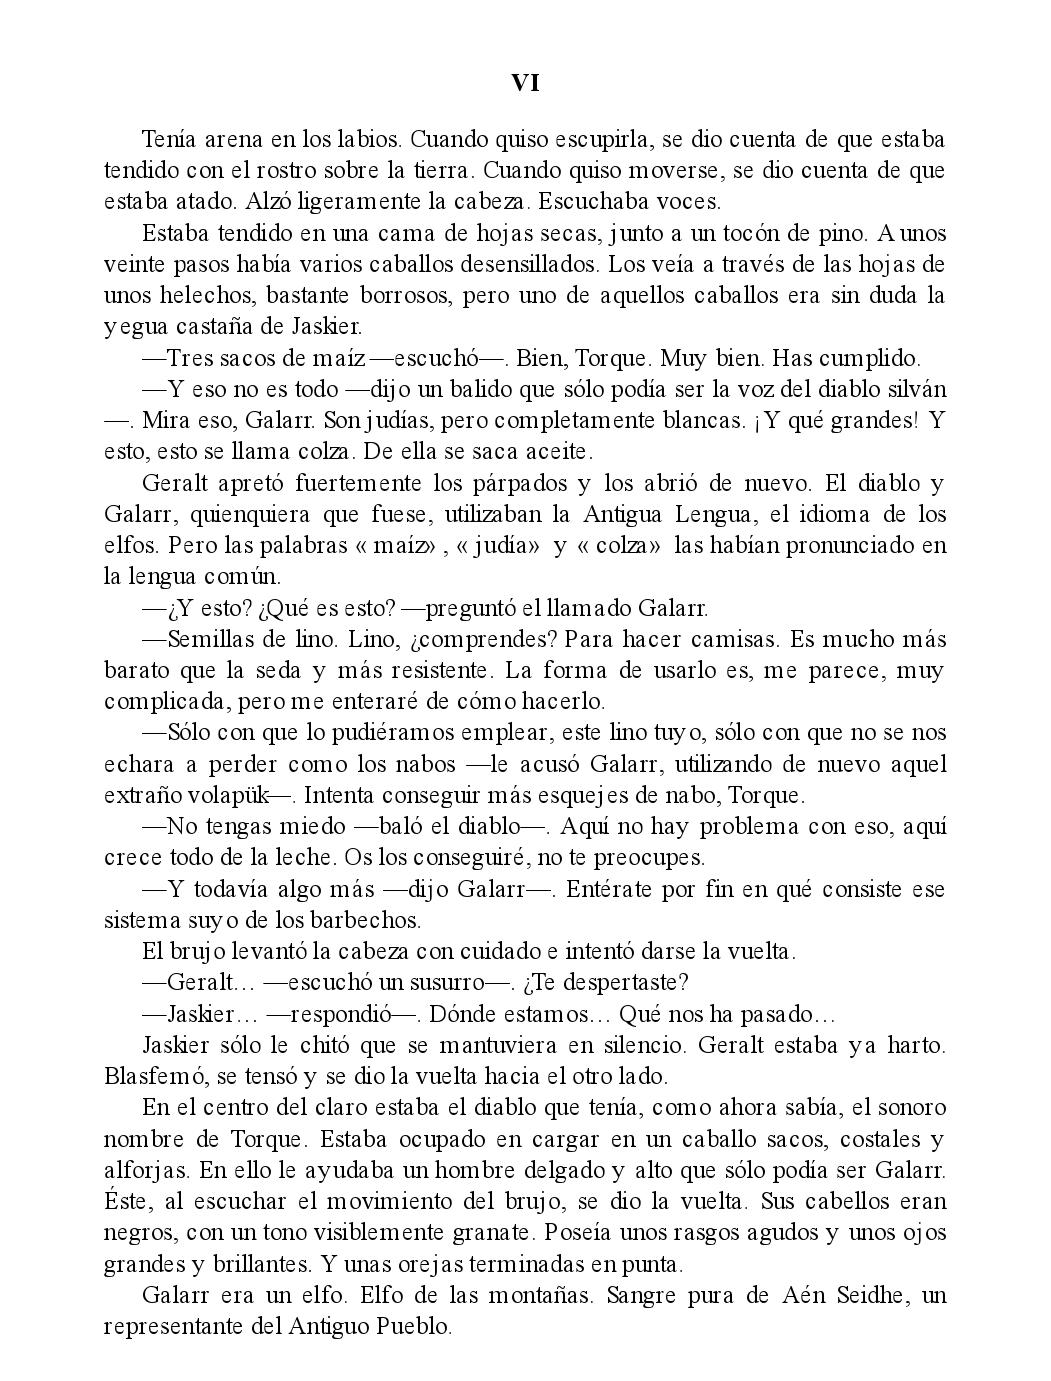 VI
Tenía arena en los labios. Cuando quiso escupirla, se dio cuenta de que estaba
tendido con el rostro sobre la tierra. Cuando quiso moverse, se dio cuenta de que
estaba atado. Alzó ligeramente la cabeza. Escuchaba voces.
Estaba tendido en una cama de hojas secas, junto a un tocón de pino. A unos
veinte pasos había varios caballos desensillados. Los veía a través de las hojas de
unos helechos, bastante borrosos, pero uno de aquellos caballos era sin duda la
yegua castaña de Jaskier.
—Tres sacos de maíz —escuchó—. Bien, Torque. Muy bien. Has cumplido.
—Y eso no es todo —dijo un balido que sólo podía ser la voz del diablo silván
—. Mira eso, Galarr. Son judías, pero completamente blancas. ¡Y qué grandes! Y
esto, esto se llama colza. De ella se saca aceite.
Geralt apretó fuertemente los párpados y los abrió de nuevo. El diablo y
Galarr, quienquiera que fuese, utilizaban la Antigua Lengua, el idioma de los
elfos. Pero las palabras « maíz» , « judía» y « colza» las habían pronunciado en
la lengua común.
—¿Y esto? ¿Qué es esto? —preguntó el llamado Galarr.
—Semillas de lino. Lino, ¿comprendes? Para hacer camisas. Es mucho más
barato que la seda y más resistente. La forma de usarlo es, me parece, muy
complicada, pero me enteraré de cómo hacerlo.
—Sólo con que lo pudiéramos emplear, este lino tuyo, sólo con que no se nos
echara a perder como los nabos —le acusó Galarr, utilizando de nuevo aquel
extraño volapük—. Intenta conseguir más esquejes de nabo, Torque.
—No tengas miedo —baló el diablo—. Aquí no hay problema con eso, aquí
crece todo de la leche. Os los conseguiré, no te preocupes.
—Y todavía algo más —dijo Galarr—. Entérate por fin en qué consiste ese
sistema suyo de los barbechos.
El brujo levantó la cabeza con cuidado e intentó darse la vuelta.
—Geralt… —escuchó un susurro—. ¿Te despertaste?
—Jaskier… —respondió—. Dónde estamos… Qué nos ha pasado…
Jaskier sólo le chitó que se mantuviera en silencio. Geralt estaba ya harto.
Blasfemó, se tensó y se dio la vuelta hacia el otro lado.
En el centro del claro estaba el diablo que tenía, como ahora sabía, el sonoro
nombre de Torque. Estaba ocupado en cargar en un caballo sacos, costales y
alforjas. En ello le ayudaba un hombre delgado y alto que sólo podía ser Galarr.
Éste, al escuchar el movimiento del brujo, se dio la vuelta. Sus cabellos eran
negros, con un tono visiblemente granate. Poseía unos rasgos agudos y unos ojos
grandes y brillantes. Y unas orejas terminadas en punta.
Galarr era un elfo. Elfo de las montañas. Sangre pura de Aén Seidhe, un
representante del Antiguo Pueblo.